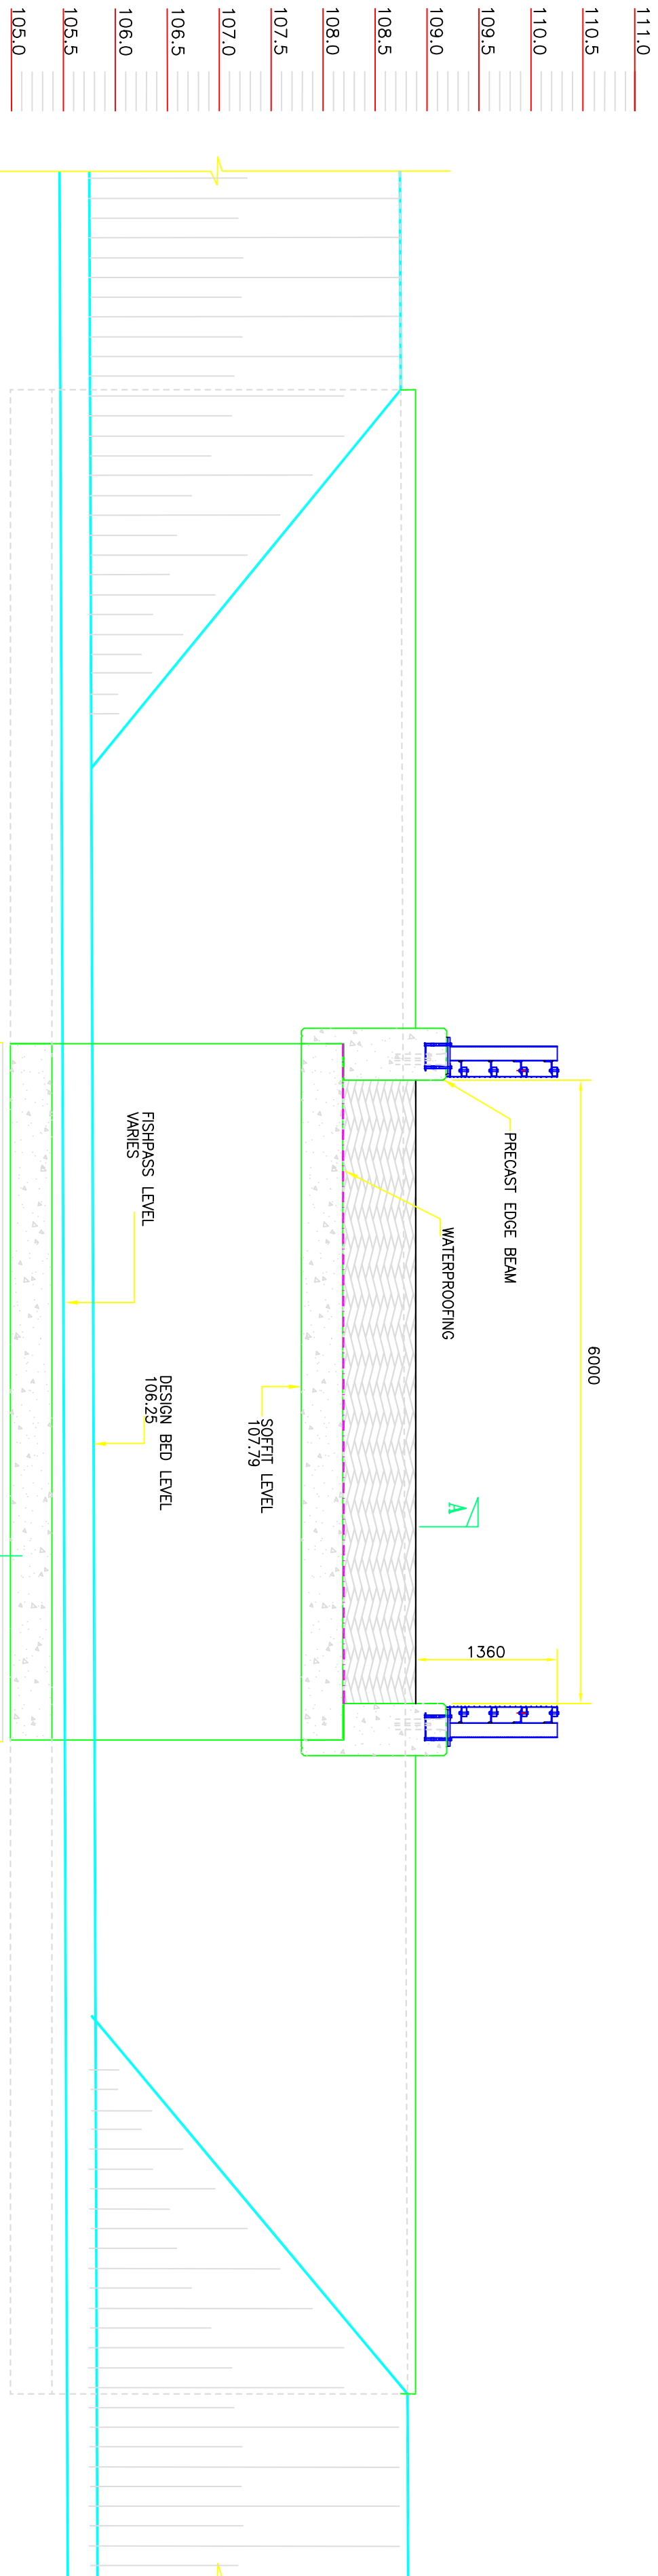 111.0
110.5
110.0
109.5
109.0
108.5
108.0
107.5
107.0
106.5
106.0
105.5
105.0
6000
PRECAST EDGE BEAM
WATERPROOFING
A
1360
SOFFIT LEVEL
107.79
FISHPASS LEVEL
VARIES
DESIGN BED LEVEL
106.25